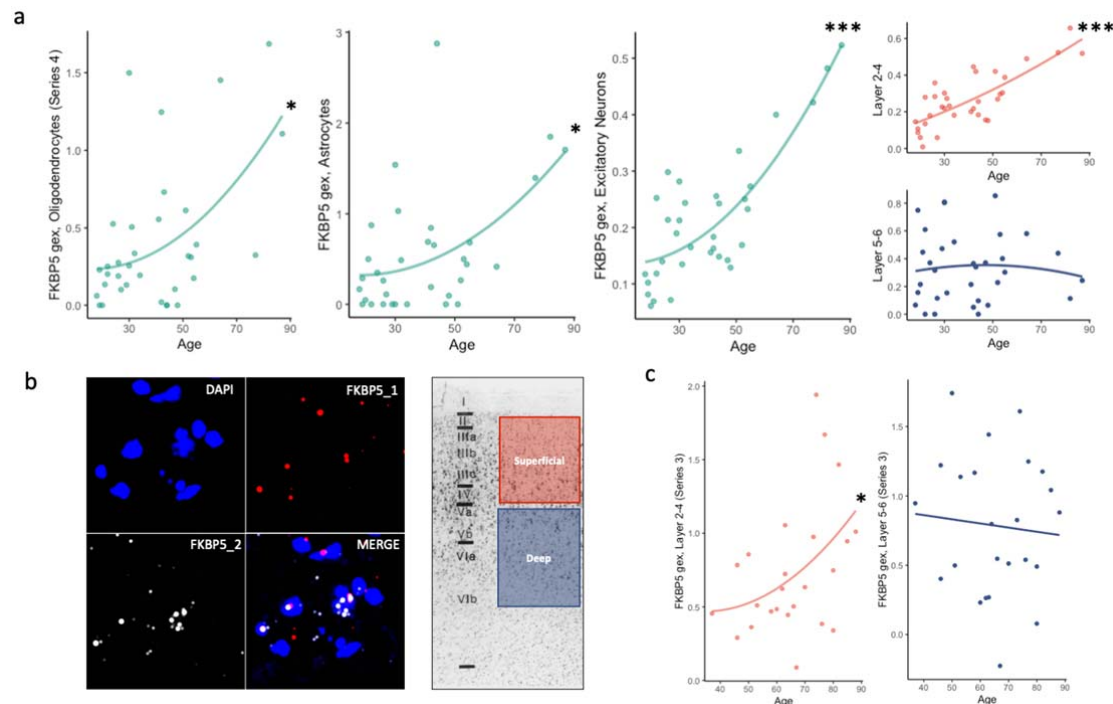 a
FKBP5 gex, Oligodendrocytes (Series 4)
1.5
1.0
0.5
0.0
*
30
50
70
90
Age
FKBP5 gex, Astrocytes
3
2
1
0
*
30
50
70
90
Age
FKBP5 gex, Excitatory Neurons
0.5
0.4
0.3
0.2
0.1
***
30
50
70
90
Age
Layer 2-4
0.6
0.4
0.2
0.0
***
30
50
70
90
Age
Layer 5-6
0.8
0.6
0.4
0.2
0.0
30
50
70
90
Age
b
DAPI
FKBP5_1
FKBP5_2
MERGE
I
II
IIIa
IIIb
IIIc
IV
Va
Vb
VIa
VIb
Superficial
Deep
c
FKBP5 gex, Layer 2-4 (Series 3)
2.0
1.5
1.0
0.5
0.0
*
40
50
60
70
80
90
Age
FKBP5 gex, Layer 5-6 (Series 3)
1.5
1.0
0.5
0.0
40
50
60
70
80
90
Age